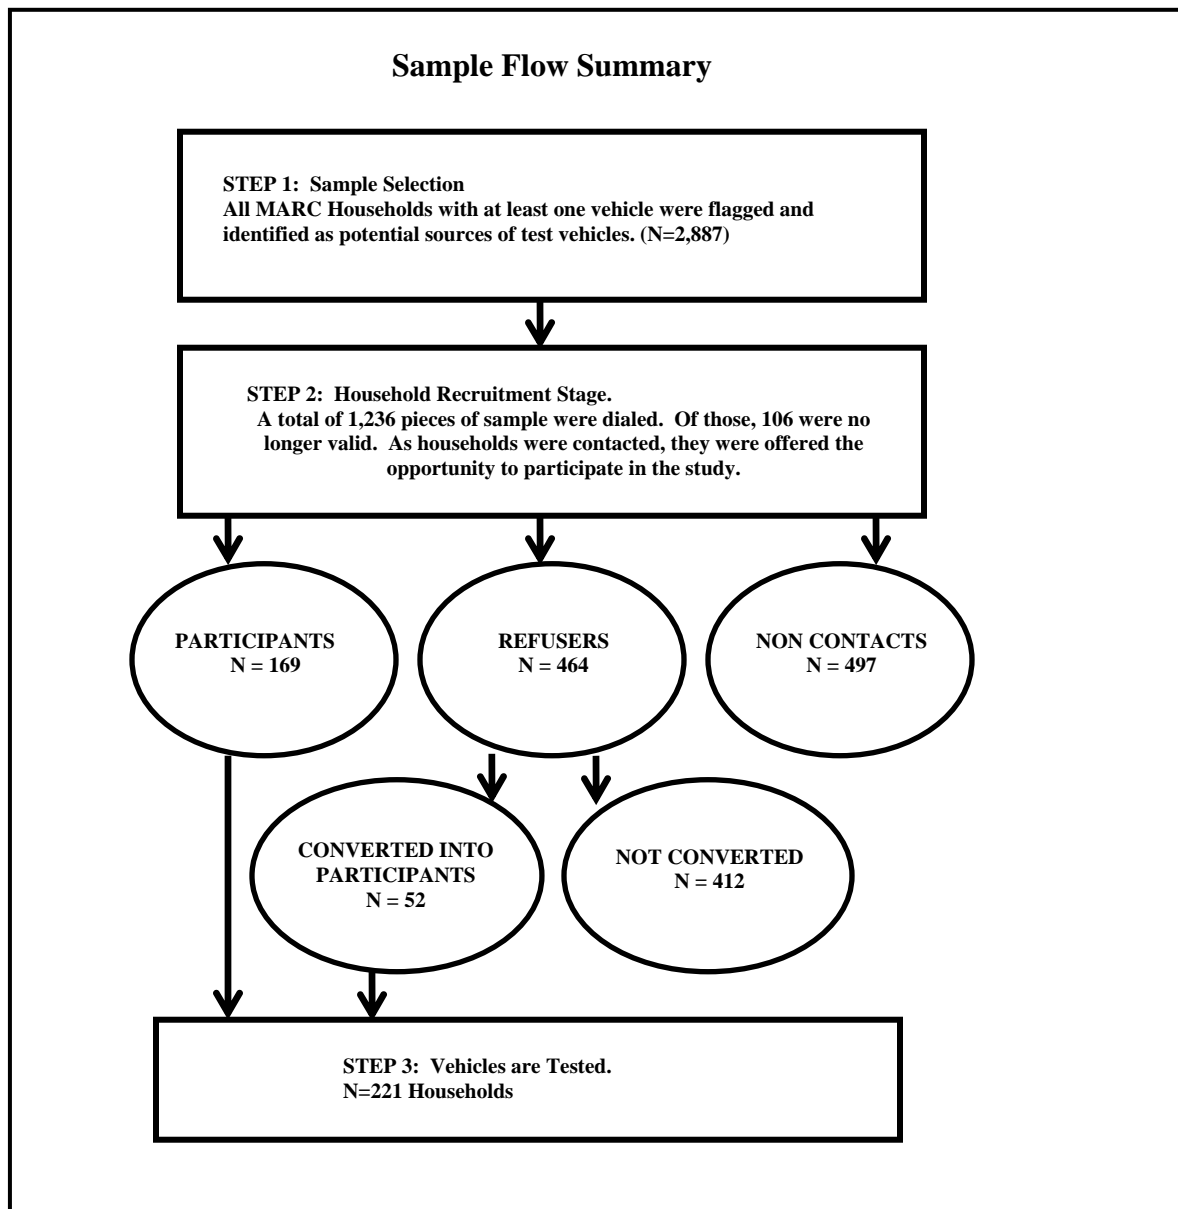 Sample Flow Summary
STEP 1:  Sample Selection
All MARC Households with at least one vehicle were flagged and
identified as potential sources of test vehicles. (N=2,887)
STEP 2:  Household Recruitment Stage.
A total of 1,236 pieces of sample were dialed.  Of those, 106 were no
longer valid.  As households were contacted, they were offered the
opportunity to participate in the study.
PARTICIPANTS
N = 169
REFUSERS
N = 464
NON CONTACTS
N = 497
CONVERTED INTO
PARTICIPANTS
N = 52
NOT CONVERTED
N = 412
STEP 3:  Vehicles are Tested.
N=221 Households